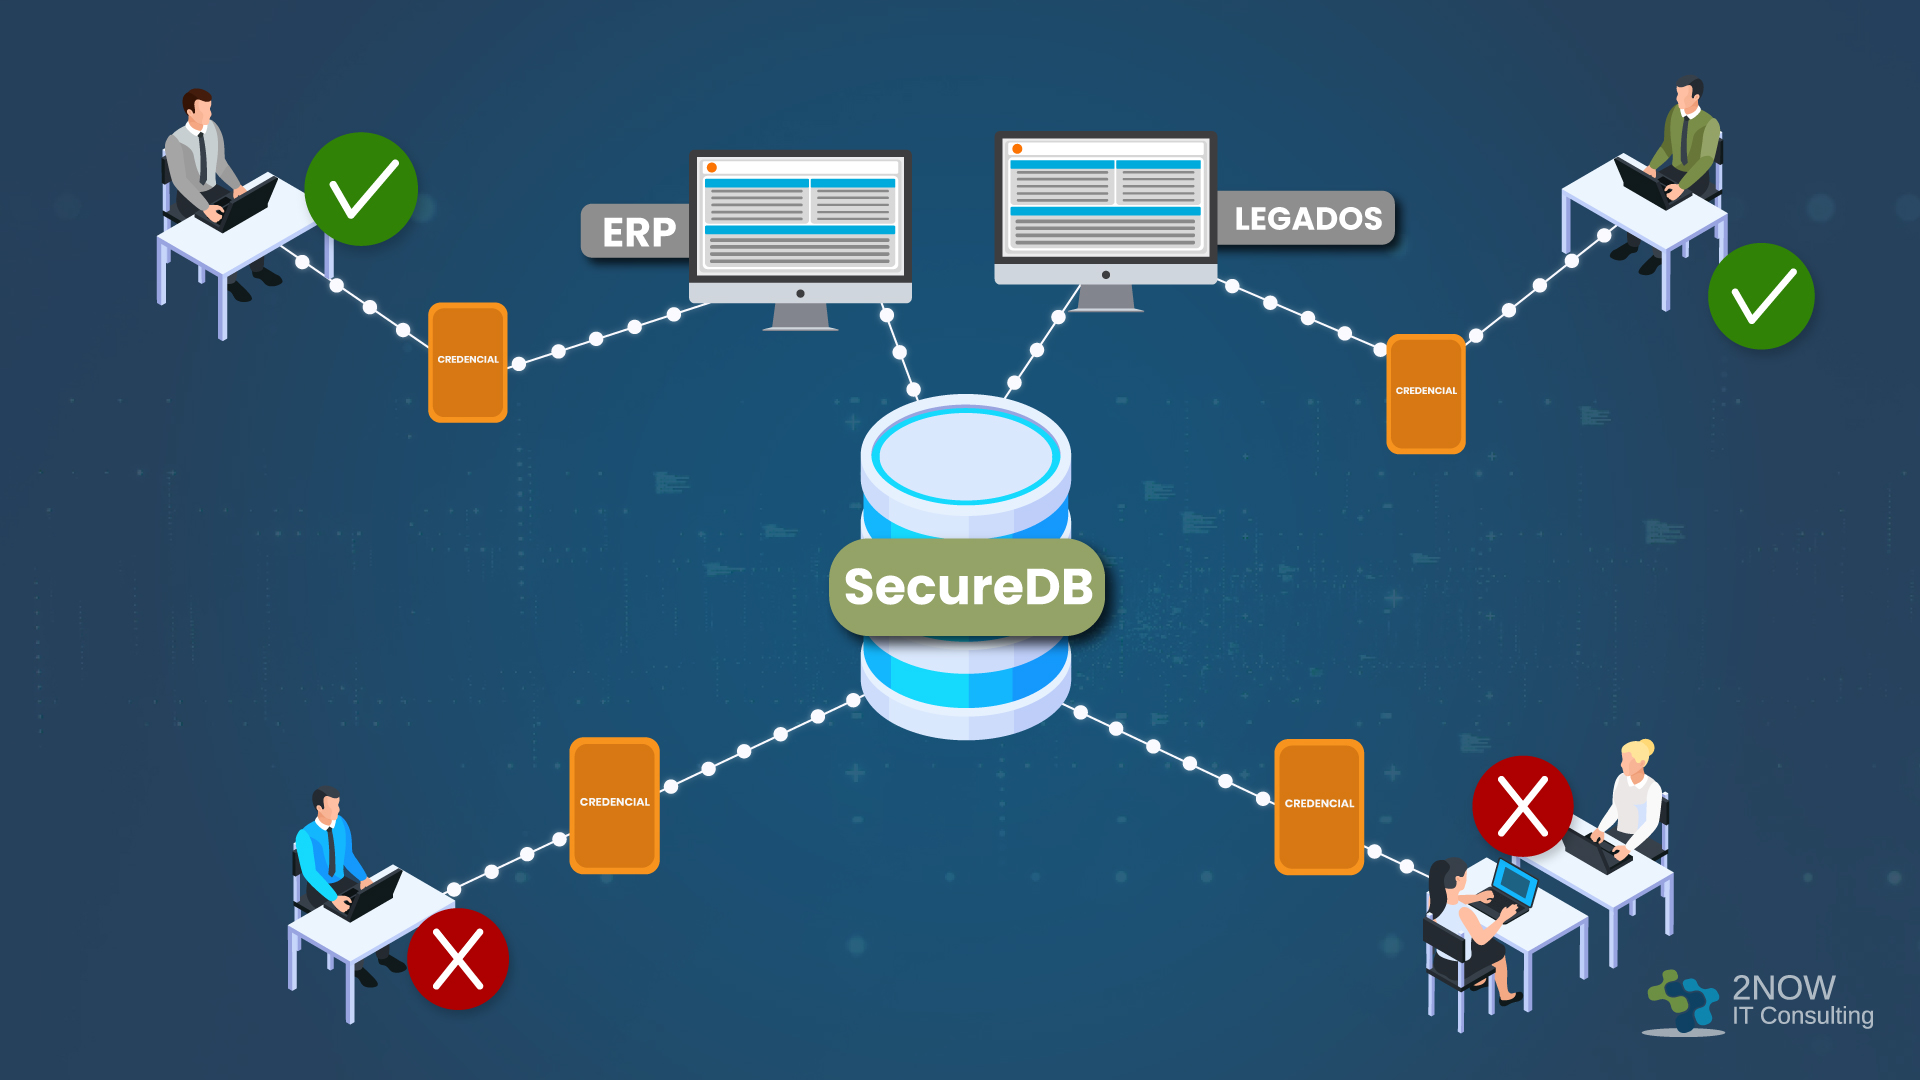 ERP
LEGADOS
CREDENCIAL
CREDENCIAL
SecureDB
CREDENCIAL
CREDENCIAL
2NOW
IT Consulting